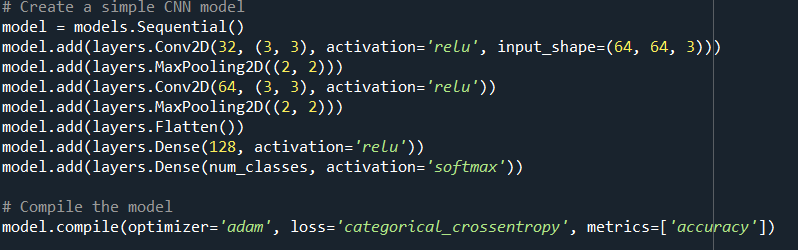 # Create a simple CNN model
model = models.Sequential()
model.add(layers.Conv2D(32, (3, 3), activation='relu', input_shape=(64, 64, 3)))
model.add(layers.MaxPooling2D((2, 2)))
model.add(layers.Conv2D(64, (3, 3), activation='relu'))
model.add(layers.MaxPooling2D((2, 2)))
model.add(layers.Flatten())
model.add(layers.Dense(128, activation='relu'))
model.add(layers.Dense(num_classes, activation='softmax'))

# Compile the model
model.compile(optimizer='adam', loss='categorical_crossentropy', metrics=['accuracy'])